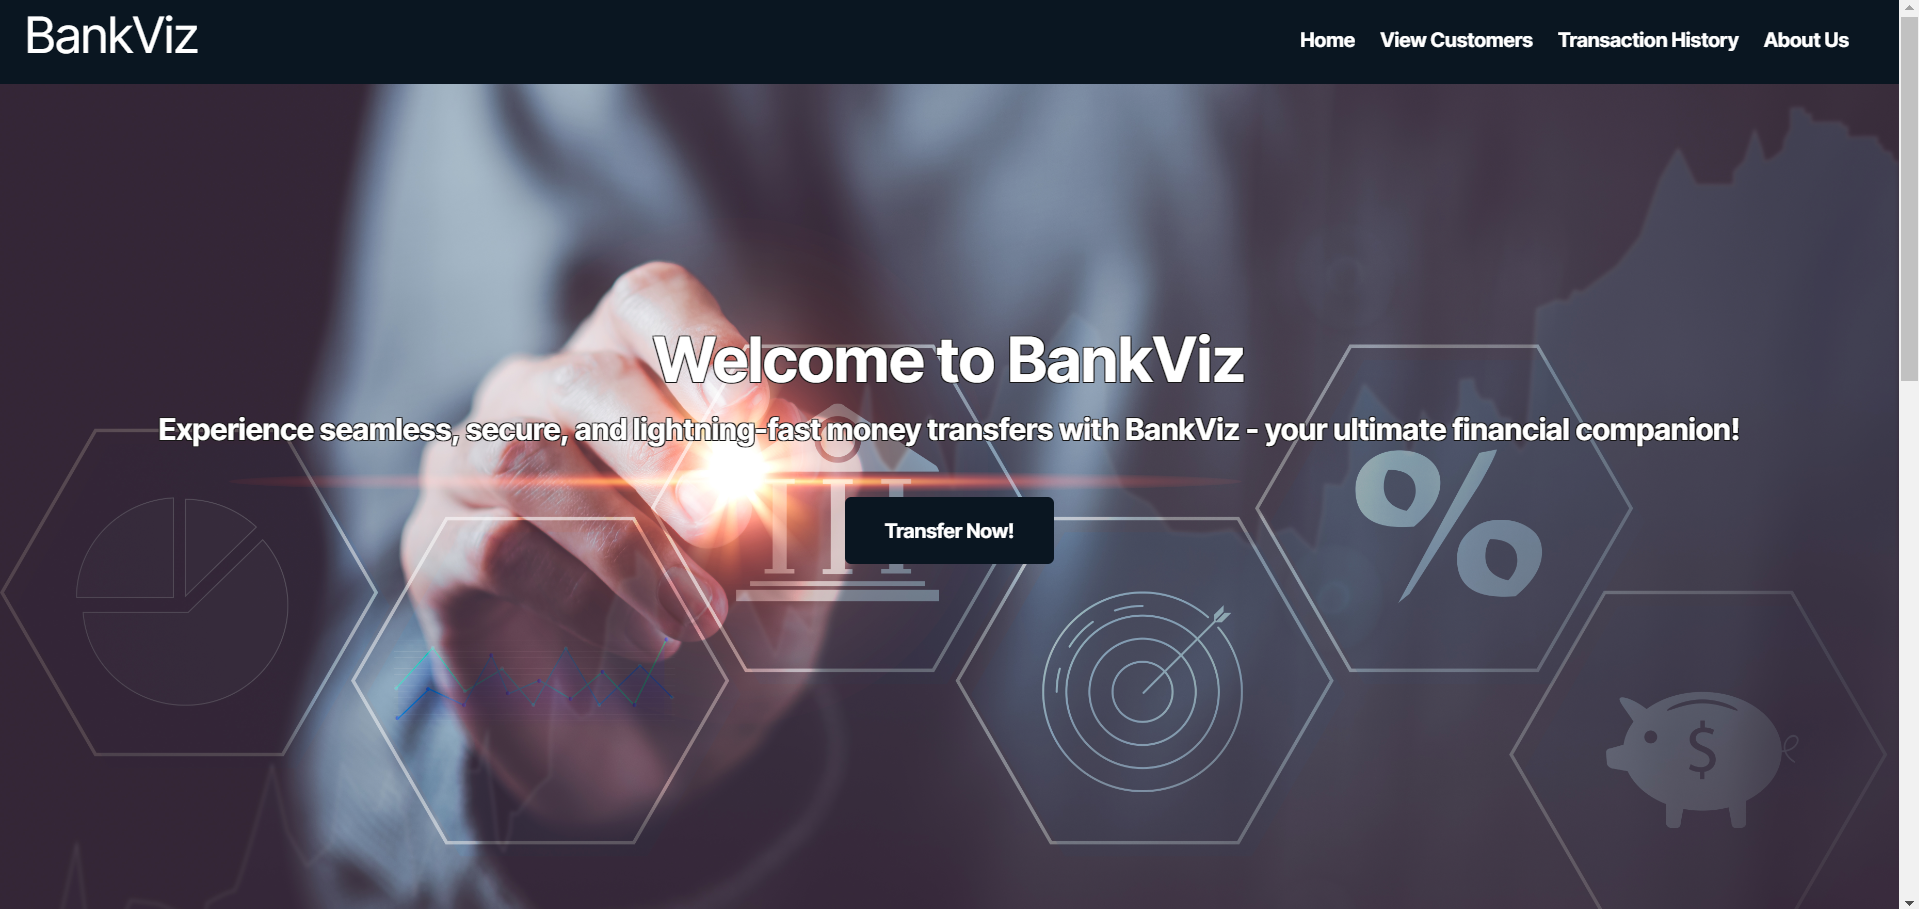 BankViz
Home View Customers Transaction History About Us
Welcome to BankViz
Experience seamless, secure, and lightning-fast money transfers with BankViz - your ultimate financial companion!
Transfer Now!
%
$